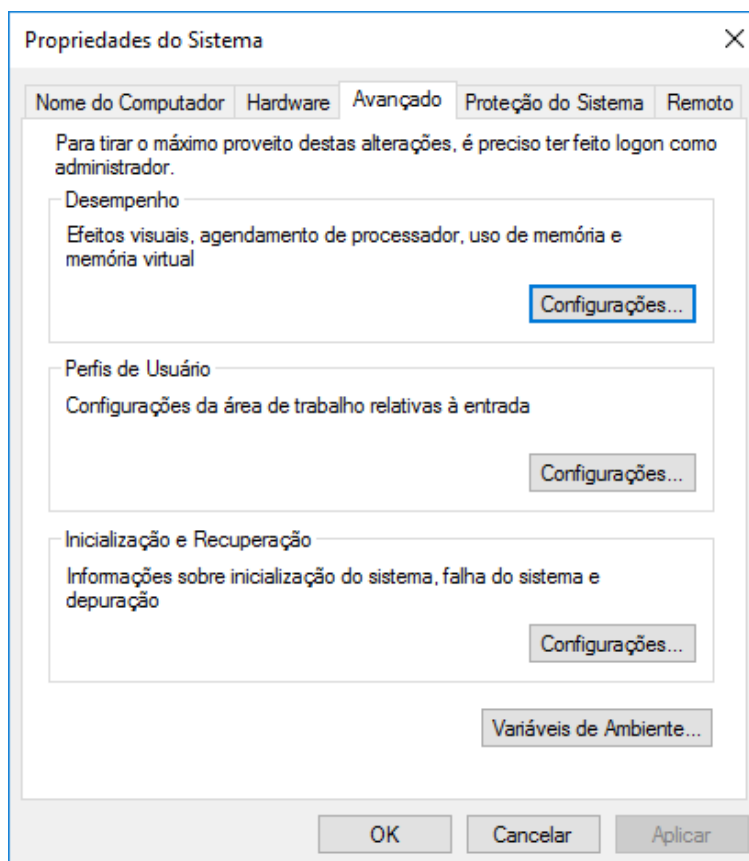 Propriedades do Sistema
Nome do Computador Hardware Avançado Proteção do Sistema Remoto
Para tirar o máximo proveito destas alterações, é preciso ter feito logon como
administrador.
Desempenho
Efeitos visuais, agendamento de processador, uso de memória e
memória virtual
Configurações...
Perfis de Usuário
Configurações da área de trabalho relativas à entrada
Configurações...
Inicialização e Recuperação
Informações sobre inicialização do sistema, falha do sistema e
depuração
Configurações...
Variáveis de Ambiente...
OK Cancelar Aplicar